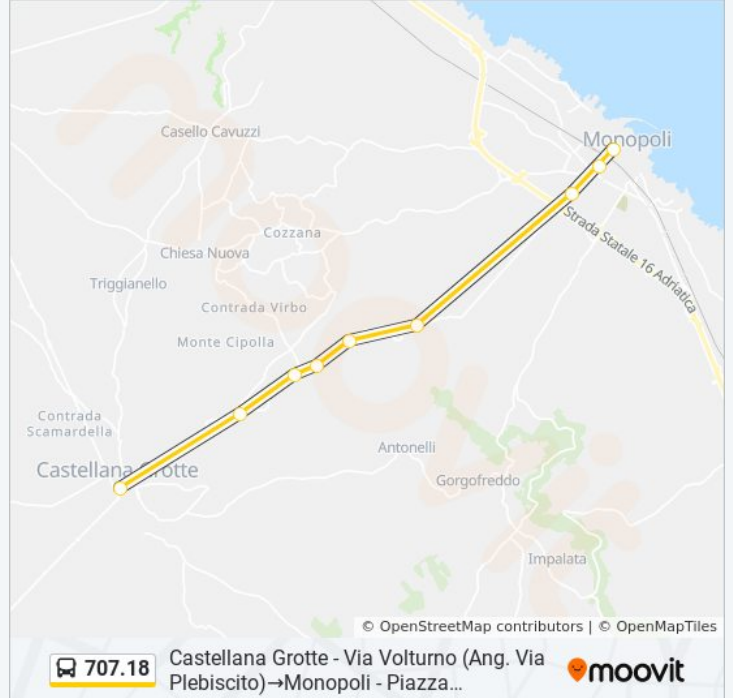 Monopoli
Casello Cavuzzi
Strada Statale 16 Adriatica
Cozzana
Chiesa Nuova
Triggianello
Contrada Virbo
Monte Cipolla
Contrada
Scamardella
Antonelli
Castellana Grotte
Gorgofreddo
Impalata
© OpenStreetMap contributors | © OpenMapTiles
707.18
Castellana Grotte - Via Volturno (Ang. Via
Plebiscito)→Monopoli - Piazza…
moovit